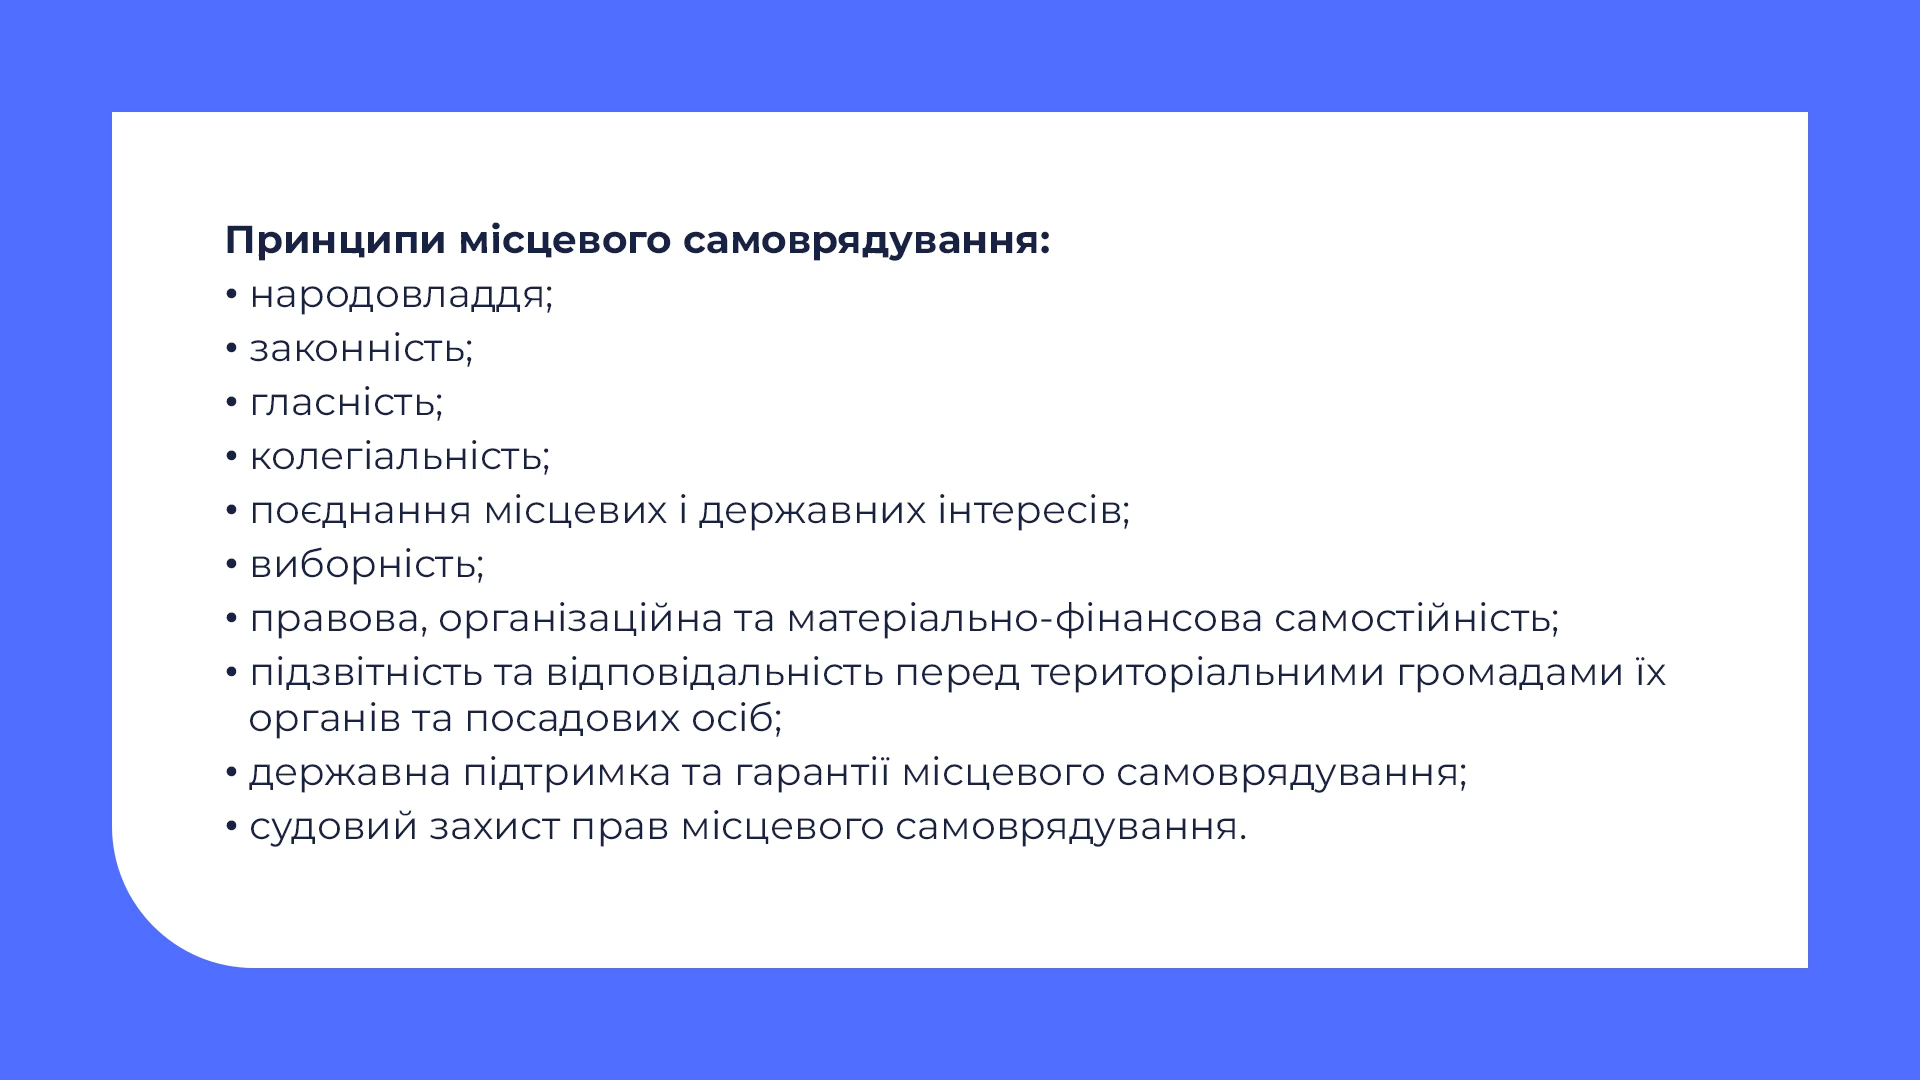 Принципи місцевого самоврядування:
• народовладдя;
• законність;
• гласність;
• колегіальність;
• поєднання місцевих і державних інтересів;
• виборність;
• правова, організаційна та матеріально-фінансова самостійність;
• підзвітність та відповідальність перед територіальними громадами їх
органів та посадових осіб;
• державна підтримка та гарантії місцевого самоврядування;
• судовий захист прав місцевого самоврядування.